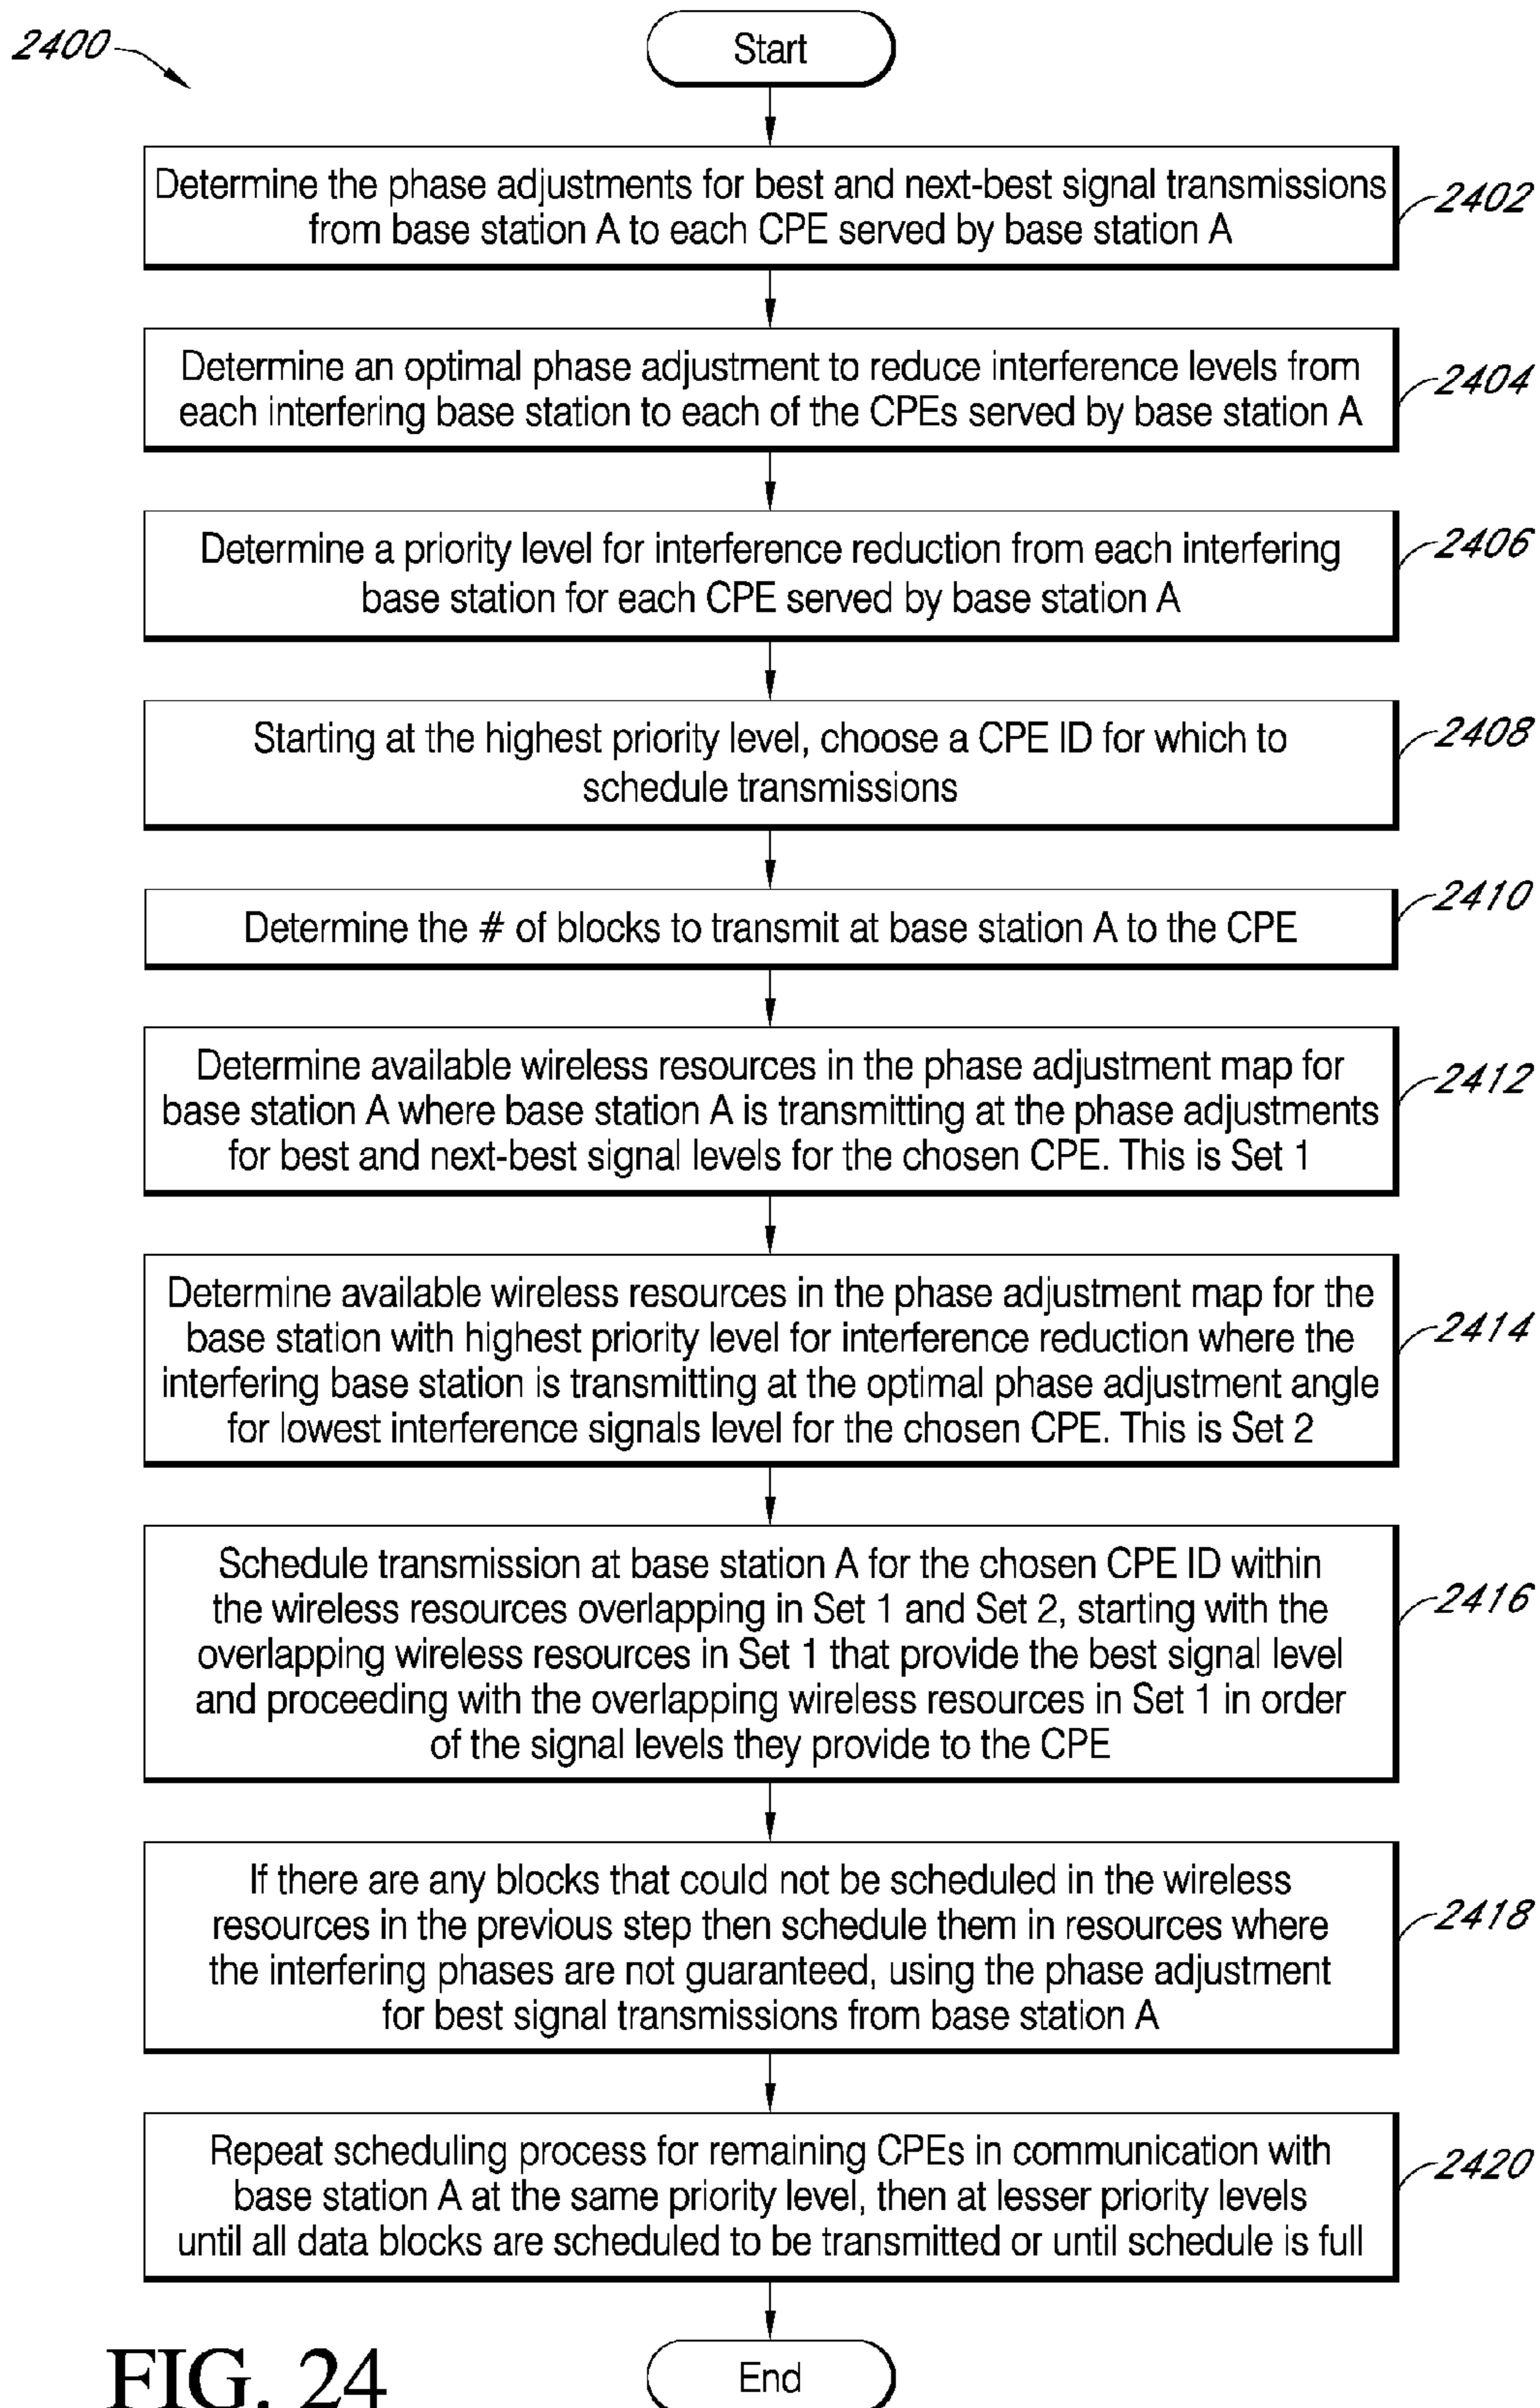 2400
Start
Determine the phase adjustments for best and next-best signal transmissions
from base station A to each CPE served by base station A
2402
Determine an optimal phase adjustment to reduce interference levels from
each interfering base station to each of the CPEs served by base station A
2404
Determine a priority level for interference reduction from each interfering
base station for each CPE served by base station A
2406
Starting at the highest priority level, choose a CPE ID for which to
schedule transmissions
2408
Determine the # of blocks to transmit at base station A to the CPE
2410
Determine available wireless resources in the phase adjustment map for
base station A where base station A is transmitting at the phase adjustments
for best and next-best signal levels for the chosen CPE. This is Set 1
2412
Determine available wireless resources in the phase adjustment map for the
base station with highest priority level for interference reduction where the
interfering base station is transmitting at the optimal phase adjustment angle
for lowest interference signals level for the chosen CPE. This is Set 2
2414
Schedule transmission at base station A for the chosen CPE ID within
the wireless resources overlapping in Set 1 and Set 2, starting with the
overlapping wireless resources in Set 1 that provide the best signal level
and proceeding with the overlapping wireless resources in Set 1 in order
of the signal levels they provide to the CPE
2416
If there are any blocks that could not be scheduled in the wireless
resources in the previous step then schedule them in resources where
the interfering phases are not guaranteed, using the phase adjustment
for best signal transmissions from base station A
2418
Repeat scheduling process for remaining CPEs in communication with
base station A at the same priority level, then at lesser priority levels
until all data blocks are scheduled to be transmitted or until schedule is full
2420
End
FIG. 24